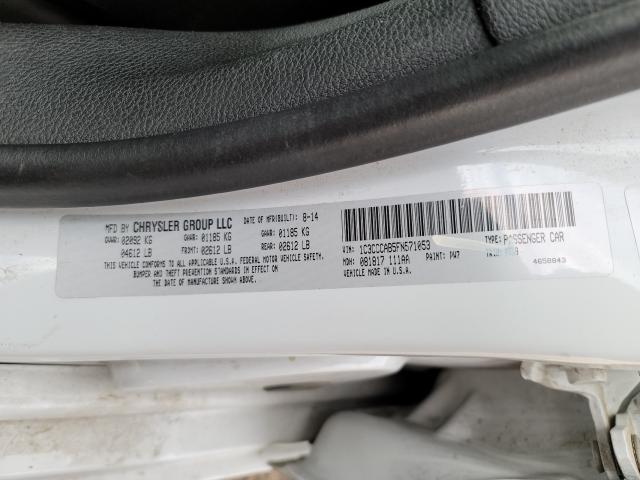 MFD BY CHRYSLER GROUP LLC
DATE OF MFR(BUILT): 8-14
GVWR: 02092 KG GAWR: 01185 KG GAWR: 01185 KG
04612 LB FRONT: 02612 LB REAR: 02612 LB
THIS VEHICLE CONFORMS TO ALL APPLICABLE U.S.A. FEDERAL MOTOR VEHICLE SAFETY,
BUMPER AND THEFT PREVENTION STANDARDS IN EFFECT ON
THE DATE OF MANUFACTURE SHOWN ABOVE.
VIN: 1C3CCCAB5FN571053 TYPE: PASSENGER CAR
MDH: 081817 111AA PAINT: PW7
VEHICLE MADE IN U.S.A. 4658843